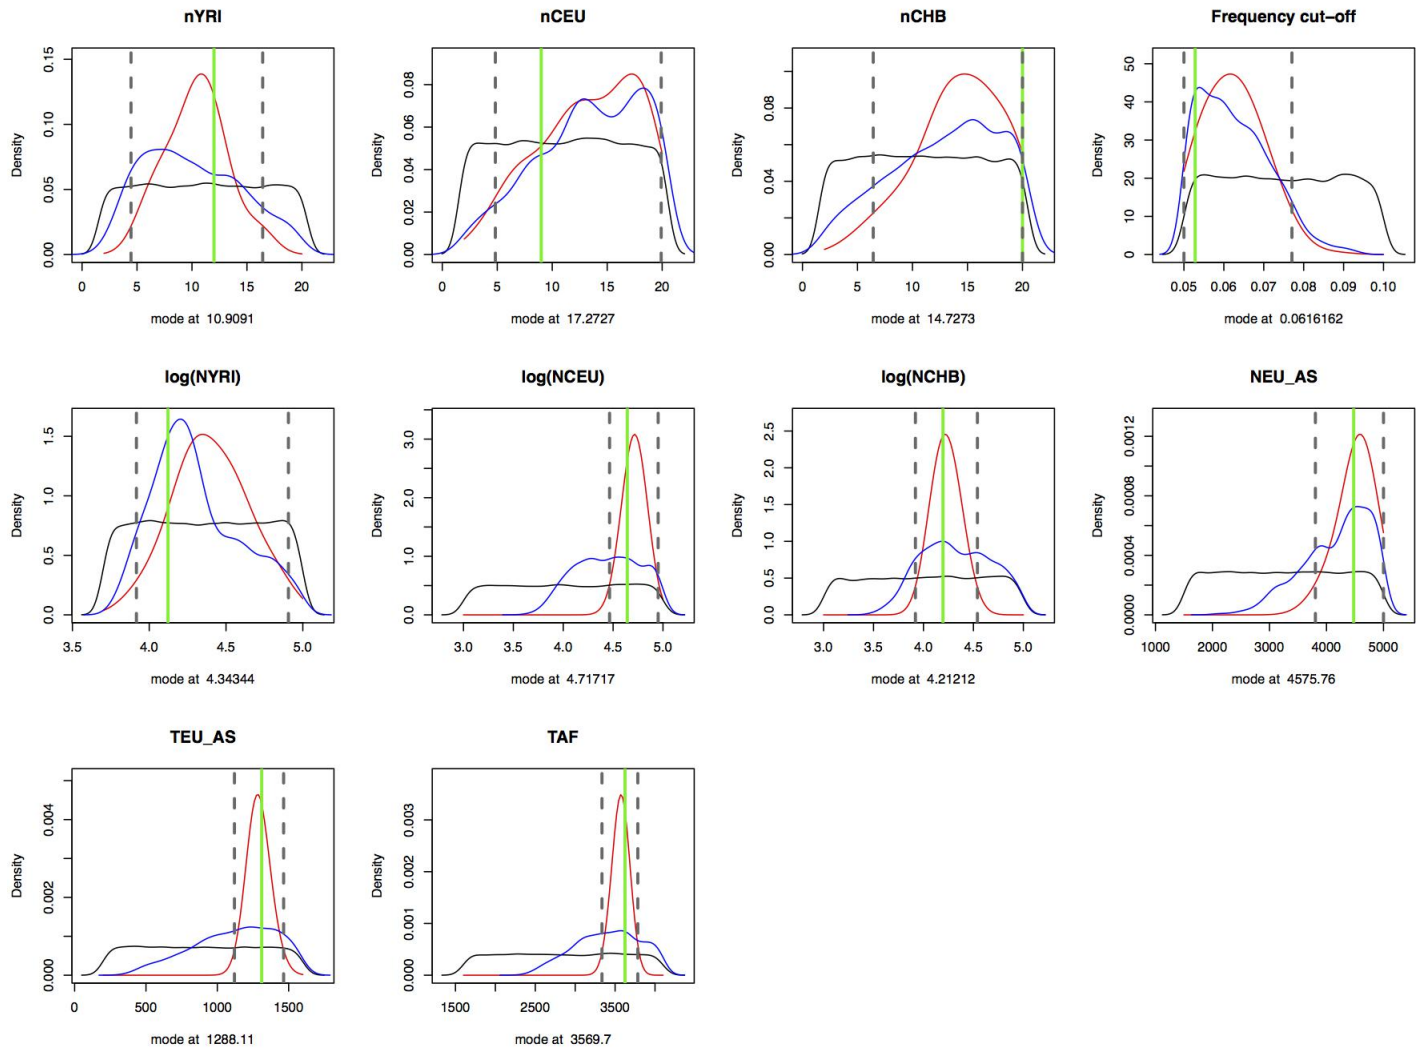 nYRI
nCEU
nCHB
Frequency cut−off
Density
0.00
0.05
0.10
0.15
0 5 10 15 20
mode at 10.9091
Density
0.00
0.02
0.04
0.06
0.08
0 5 10 15 20
mode at 17.2727
Density
0.00
0.04
0.08
0 5 10 15 20
mode at 14.7273
Density
0
10
20
30
40
50
0.05 0.06 0.07 0.08 0.09 0.10
mode at 0.0616162
log(NYRI)
log(NCEU)
log(NCHB)
NEU_AS
Density
0.0
0.5
1.0
1.5
3.5 4.0 4.5 5.0
mode at 4.34344
Density
0.0
1.0
2.0
3.0
3.0 3.5 4.0 4.5 5.0
mode at 4.71717
Density
0.0
0.5
1.0
1.5
2.0
2.5
3.0 3.5 4.0 4.5 5.0
mode at 4.21212
Density
0.0000
0.0004
0.0008
0.0012
1000 2000 3000 4000 5000
mode at 4575.76
TEU_AS
TAF
Density
0.000
0.002
0.004
0 500 1000 1500
mode at 1288.11
Density
0.000
0.001
0.002
0.003
1500 2500 3500
mode at 3569.7